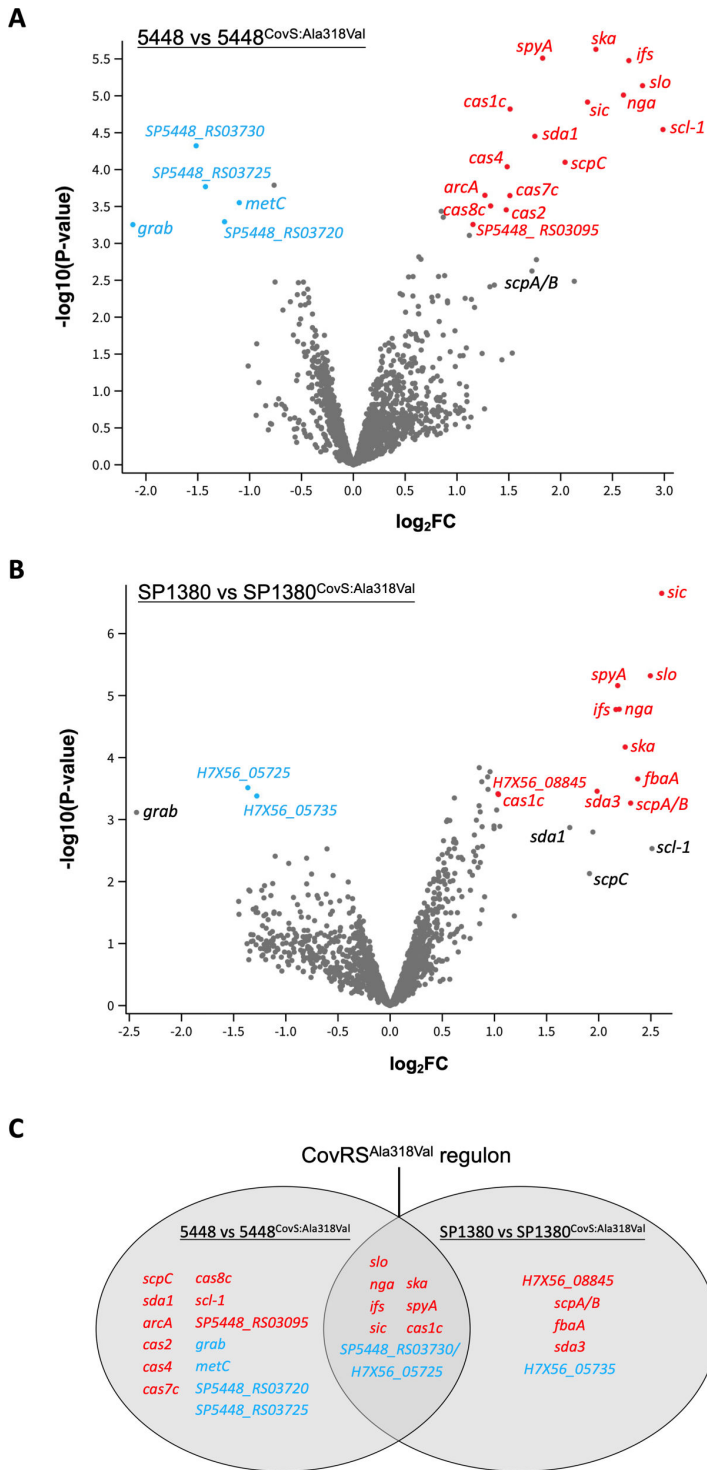 A
5448 vs 5448CovS:Ala318Val
-log10(P-value)
5.5
5.0
4.5
4.0
3.5
3.0
2.5
2.0
1.5
1.0
0.5
0.0
ska
spyA
ifs
slo
cas1c
nga
sic
scl-1
SP5448_RS03730
sda1
SP5448_RS03725
cas4
scpC
metC
arcA
cas7c
cas8c
cas2
grab
SP5448_RS03720
SP5448_ RS03095
scpA/B
-2.0 -1.5 -1.0 -0.5 0.0 0.5 1.0 1.5 2.0 2.5 3.0
log2FC
B
SP1380 vs SP1380CovS:Ala318Val
-log10(P-value)
6
5
4
3
2
1
0
sic
spyA
slo
ifs
nga
ska
H7X56_05725
H7X56_08845
fbaA
H7X56_05735
cas1c
sda3
scpA/B
grab
sda1
scl-1
scpC
-2.5 -2.0 -1.5 -1.0 -0.5 0.0 0.5 1.0 1.5 2.0 2.5
log2FC
C
CovRSAla318Val regulon
5448 vs 5448CovS:Ala318Val
scpC cas8c
sda1 scl-1
arcA SP5448_RS03095
cas2 grab
cas4 metC
cas7c SP5448_RS03720
SP5448_RS03725
slo
nga ska
ifs spyA
sic cas1c
SP5448_RS03730/
H7X56_05725
SP1380 vs SP1380CovS:Ala318Val
H7X56_08845
scpA/B
fbaA
sda3
H7X56_05735